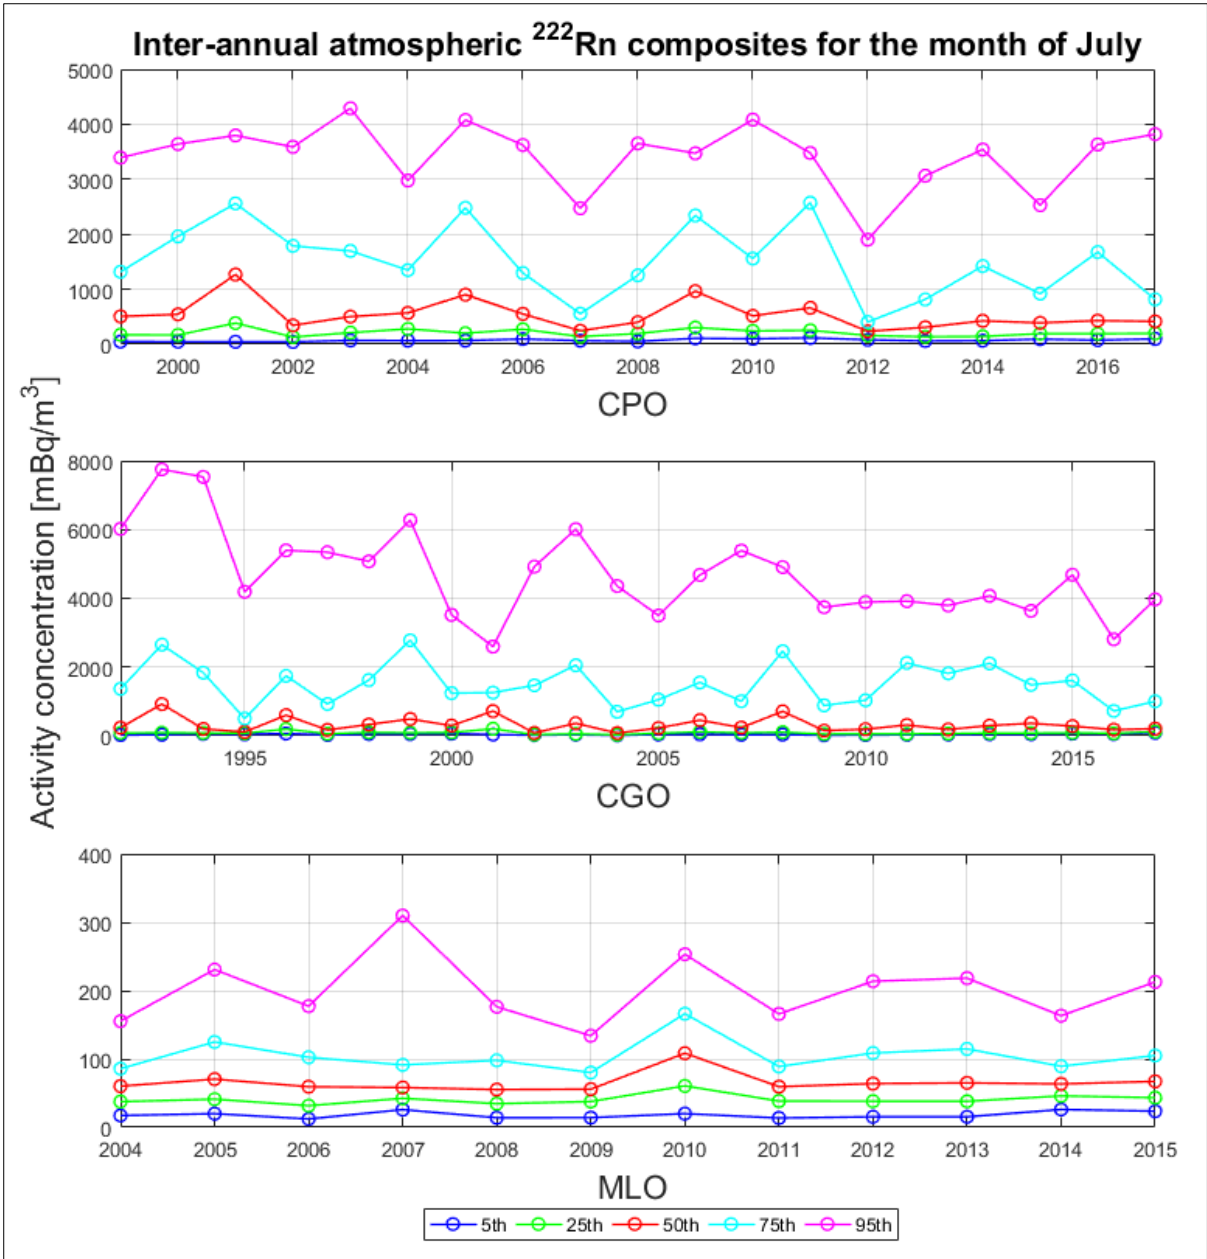 Inter-annual atmospheric ²²²Rn composites for the month of July
Activity concentration [mBq/m³]
5000
4000
3000
2000
1000
0
2000 2002 2004 2006 2008 2010 2012 2014 2016
CPO
8000
6000
4000
2000
0
1995 2000 2005 2010 2015
CGO
400
300
200
100
0
2004 2005 2006 2007 2008 2009 2010 2011 2012 2013 2014 2015
MLO
5th 25th 50th 75th 95th